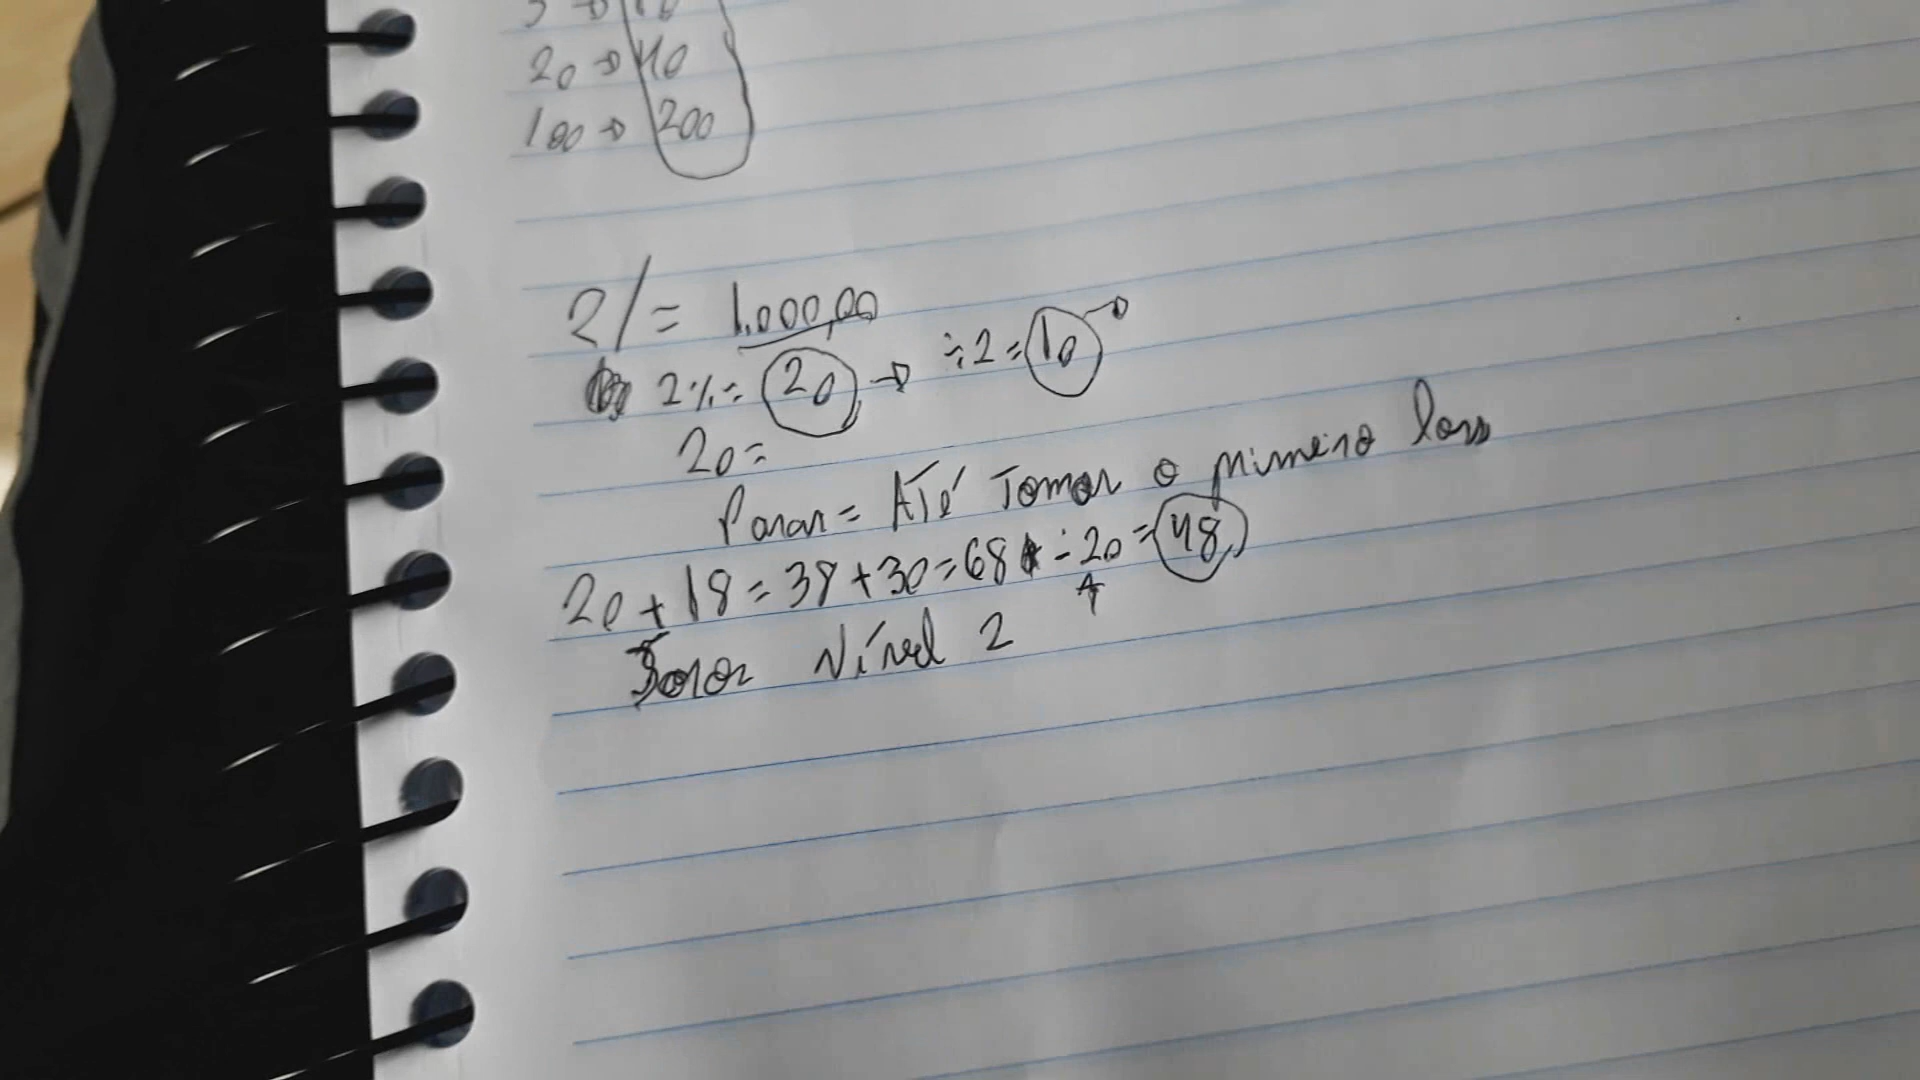 20 → 40
100 → 200
2/= 1.000,00
2%= 20 → ÷2=10 →
20=
Parar= Até Tomar o primeiro loss
20+18=38+30=68 ÷20=48
Soros Nível 2